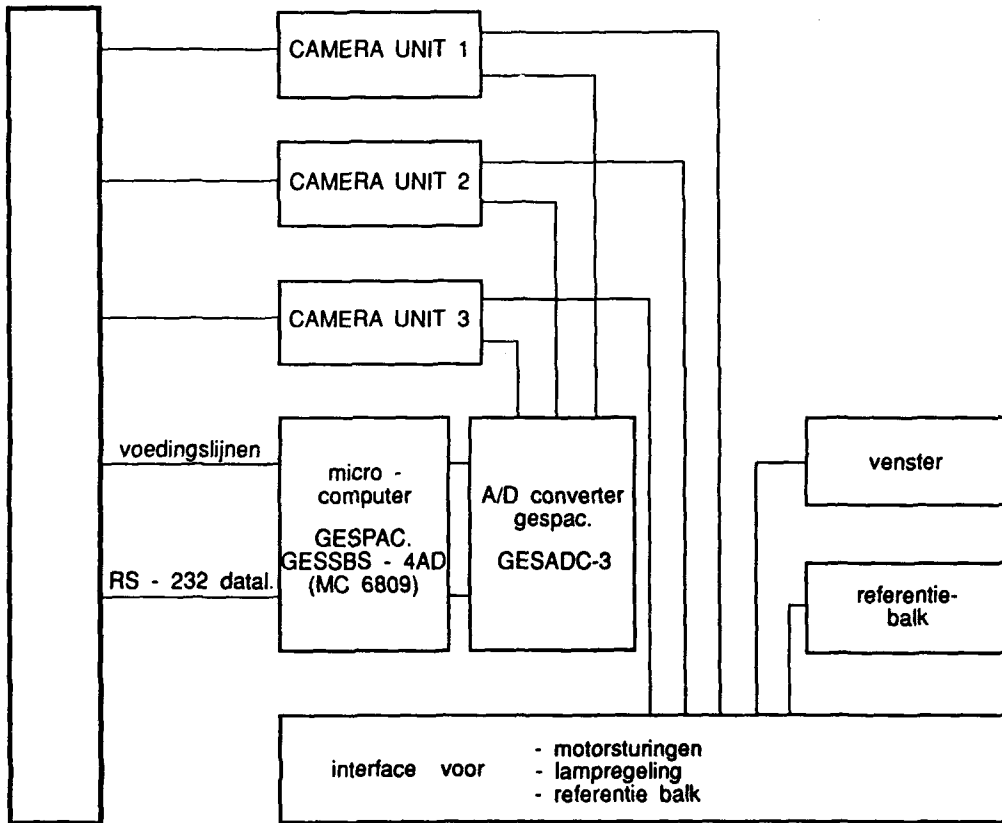 CAMERA UNIT 1
CAMERA UNIT 2
CAMERA UNIT 3
voedingslijnen
RS - 232 datal.
micro -
computer
GESPAC.
GESSBS - 4AD
(MC 6809)
A/D converter
gespac.
GESADC-3
venster
referentie-
balk
interface voor
- motorsturingen
- lampregeling
- referentie balk